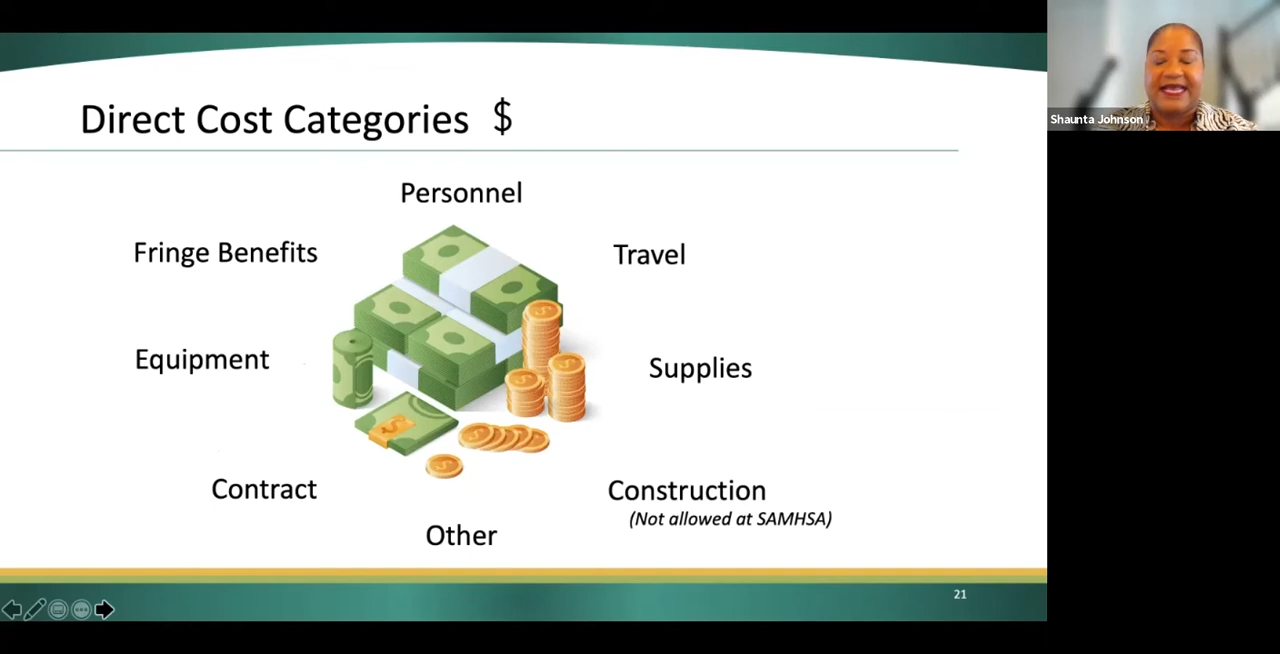 Direct Cost Categories $
Personnel
Fringe Benefits
Travel
Equipment
Supplies
Contract
Construction
(Not allowed at SAMHSA)
Other
21
Shaunta Johnson